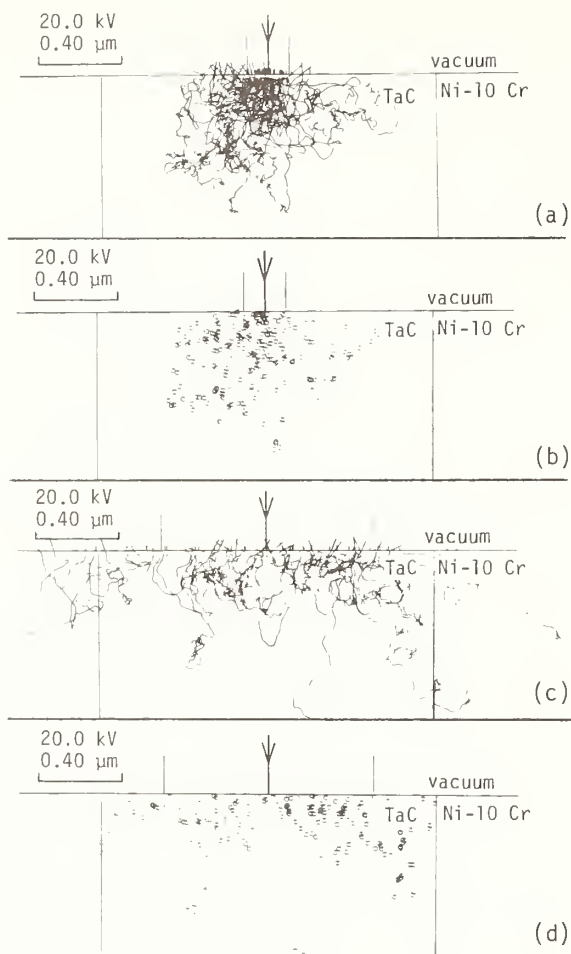 20.0 kV
0.40 µm
vacuum
TaC
Ni-10 Cr
(a)
20.0 kV
0.40 µm
vacuum
TaC
Ni-10 Cr
(b)
20.0 kV
0.40 µm
vacuum
TaC
Ni-10 Cr
(c)
20.0 kV
0.40 µm
vacuum
TaC
Ni-10 Cr
(d)